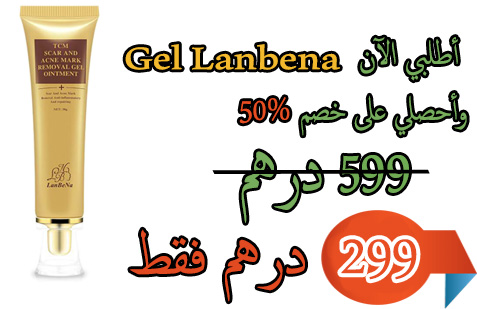 TCM
SCAR AND
ACNE MARK
REMOVAL GEL
OINTMENT
LanBeNa
أطلبي الآن Gel Lanbena
وأحصلي على خصم 50%
599 درهم
299 درهم فقط